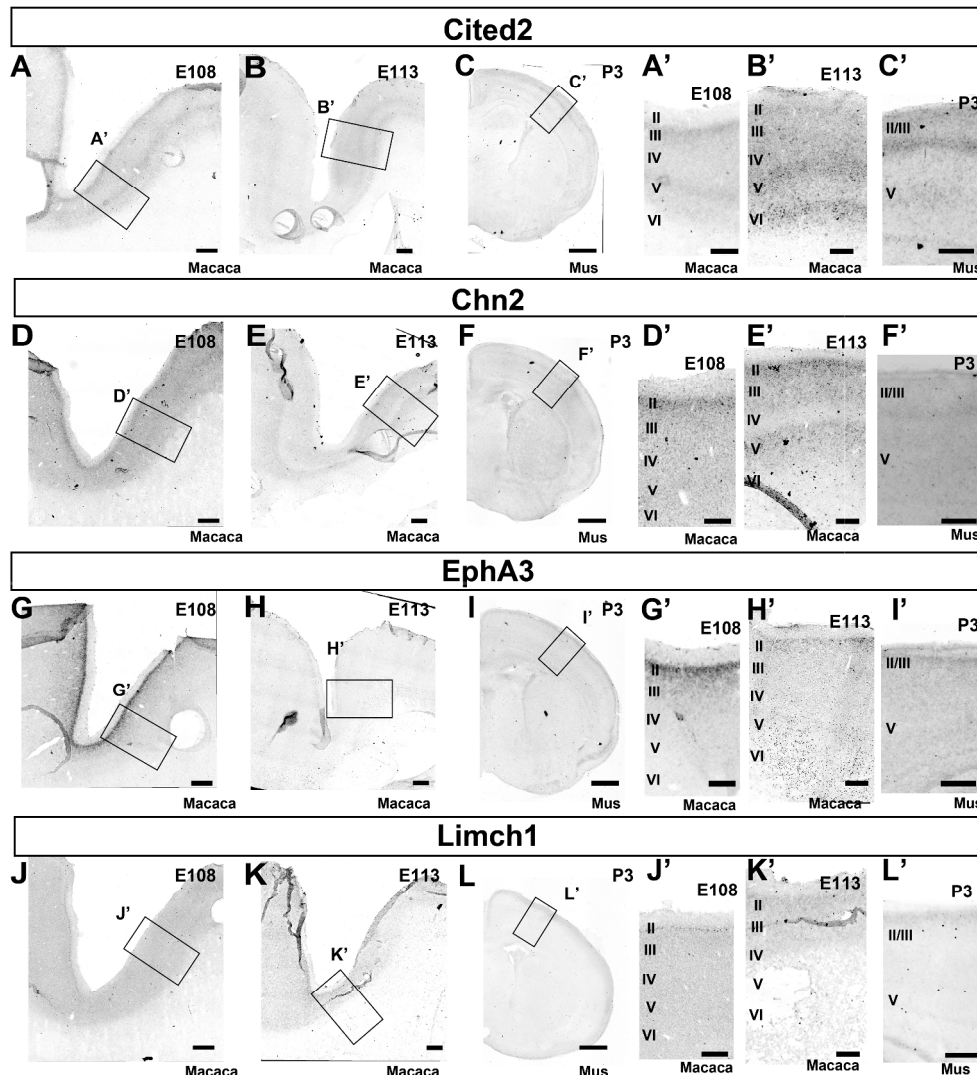 Cited2
A E108 A’ Macaca
B E113 B’ Macaca
C P3 C’ Mus
A’ E108 II III IV V VI Macaca
B’ E113 II III IV V VI Macaca
C’ P3 II/III V Mus
Chn2
D E108 D’ Macaca
E E113 E’ Macaca
F P3 F’ Mus
D’ E108 II III IV V VI Macaca
E’ E113 II III IV V VI Macaca
F’ P3 II/III V Mus
EphA3
G E108 G’ Macaca
H E113 H’ Macaca
I P3 I’ Mus
G’ E108 II III IV V VI Macaca
H’ E113 II III IV V VI Macaca
I’ P3 II/III V Mus
Limch1
J E108 J’ Macaca
K E113 K’ Macaca
L P3 L’ Mus
J’ E108 II III IV V VI Macaca
K’ E113 II III IV V VI Macaca
L’ P3 II/III V Mus